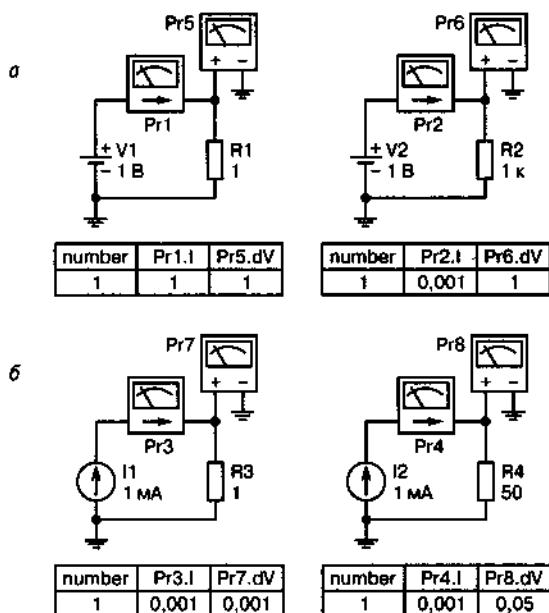 а
Pr5
+ −
Pr1
+ V1
− 1 В
R1
1
number Pr1.I Pr5.dV
1 1 1
Pr6
+ −
Pr2
+ V2
− 1 В
R2
1 к
number Pr2.I Pr6.dV
1 0,001 1
б
Pr7
+ −
Pr3
I1
1 мА
R3
1
number Pr3.I Pr7.dV
1 0,001 0,001
Pr8
+ −
Pr4
I2
1 мА
R4
50
number Pr4.I Pr8.dV
1 0,001 0,05